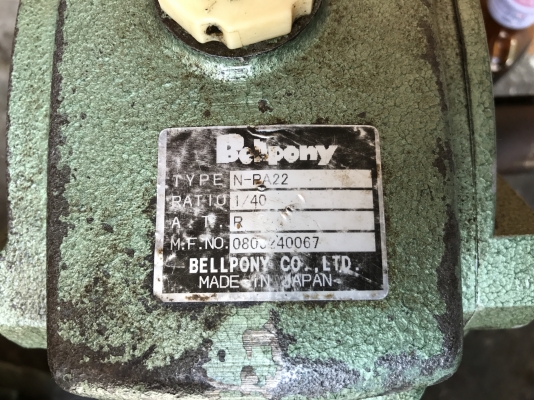 Bellpony
TYPE N-PA22
RATIO 1/40
A. T. R
M.F.NO.
BELLPONY CO.,LTD.
MADE IN JAPAN